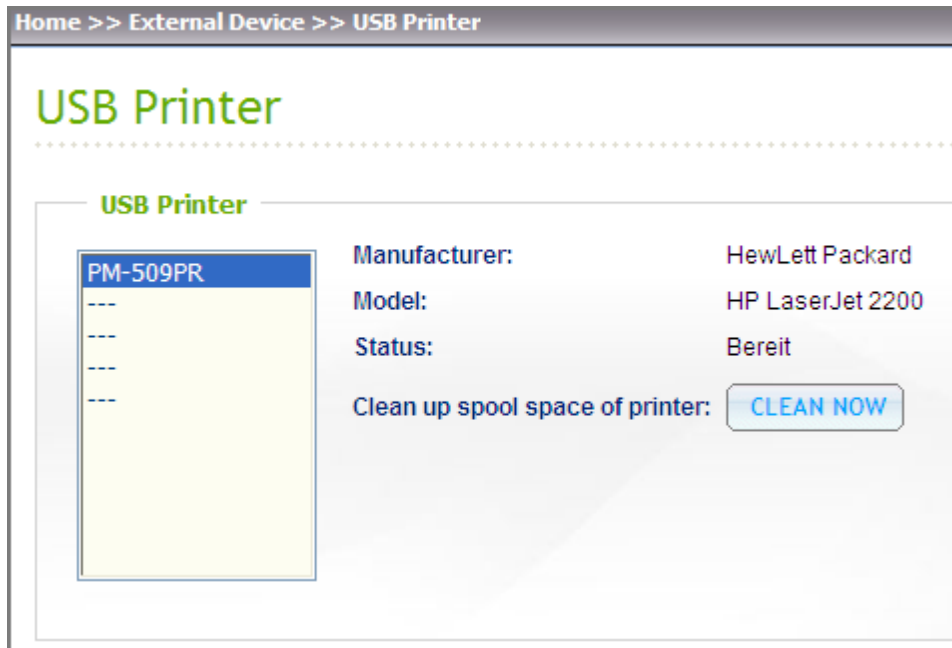 Home >> External Device >> USB Printer
USB Printer
USB Printer
PM-509PR
---
---
---
---
Manufacturer: HewLett Packard
Model: HP LaserJet 2200
Status: Bereit
Clean up spool space of printer: CLEAN NOW